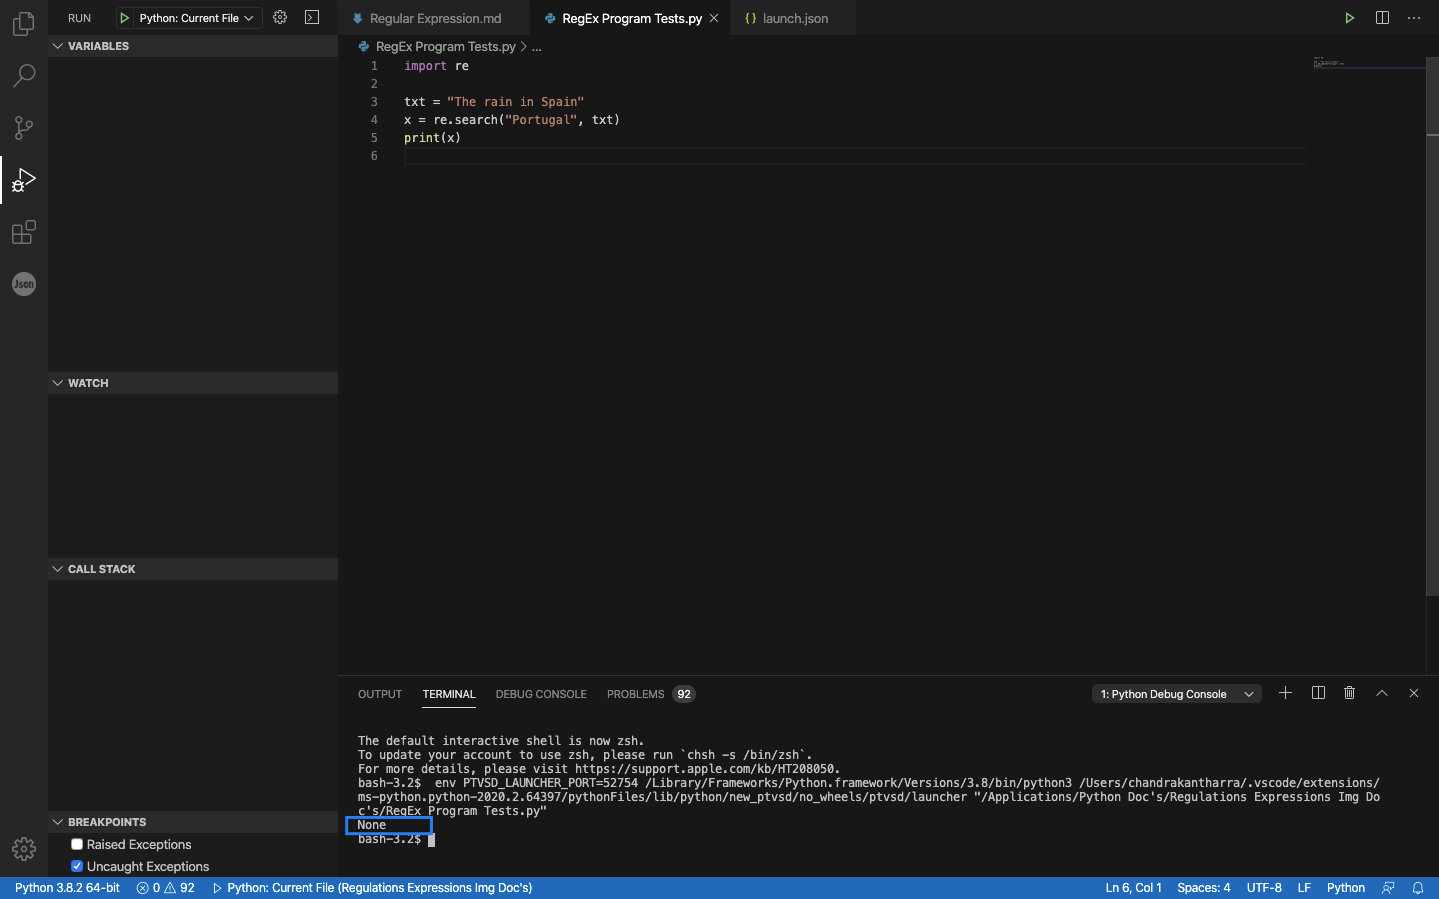 RUN
Python: Current File
Regular Expression.md
RegEx Program Tests.py
{} launch.json
VARIABLES
RegEx Program Tests.py > ...
1 import re
2
3 txt = "The rain in Spain"
4 x = re.search("Portugal", txt)
5 print(x)
6
Json
WATCH
CALL STACK
BREAKPOINTS
Raised Exceptions
Uncaught Exceptions
OUTPUT TERMINAL DEBUG CONSOLE PROBLEMS 92
1: Python Debug Console
The default interactive shell is now zsh.
To update your account to use zsh, please run `chsh -s /bin/zsh`.
For more details, please visit https://support.apple.com/kb/HT208050.
bash-3.2$  env PTVSD_LAUNCHER_PORT=52754 /Library/Frameworks/Python.framework/Versions/3.8/bin/python3 /Users/chandrakantharra/.vscode/extensions/
ms-python.python-2020.2.64397/pythonFiles/lib/python/new_ptvsd/no_wheels/ptvsd/launcher "/Applications/Python Doc's/Regulations Expressions Img Do
c's/RegEx Program Tests.py"
None
bash-3.2$
Python 3.8.2 64-bit 0 92 Python: Current File (Regulations Expressions Img Doc's) Ln 6, Col 1 Spaces: 4 UTF-8 LF Python